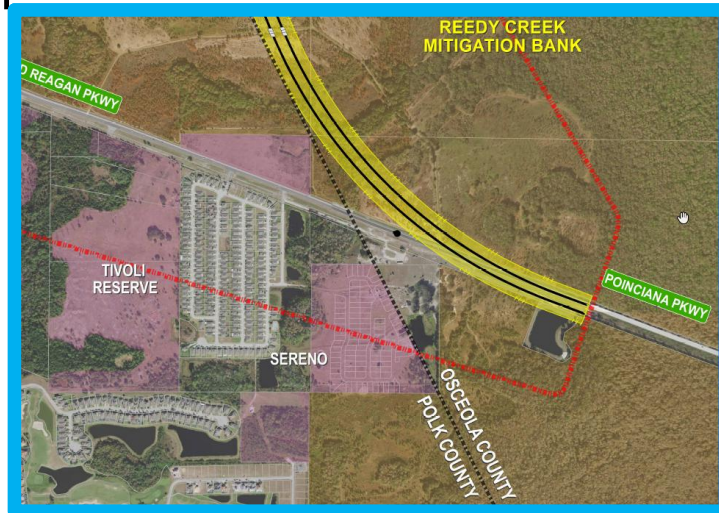 REEDY CREEK
MITIGATION BANK
D REAGAN PKWY
POINCIANA PKWY
TIVOLI
RESERVE
SERENO
OSCEOLA COUNTY
POLK COUNTY